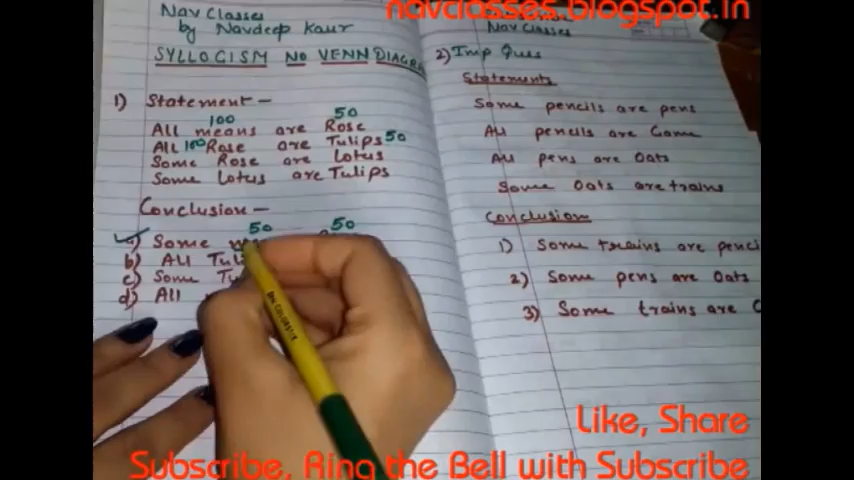 Nav Classes
by Navdeep Kaur
SYLLOGISM NO VENN DIAGRA
1) Statement -
100 50
All means are Rose
All 100 Rose are Tulips 50
Some Rose are Lotus
Some Lotus are Tulips
Conclusion -
50 50
a) Some
b) All
c) Some
d) All
navclasses.blogspot.in
Nav Classes
2) Imp Ques
Statements
Some pencils are pens
All pencils are Game
All pens are Oats
Some Oats are trains
Conclusion
1) Some trains are penci
2) Some pens are Oats
3) Some trains are
Like, Share
Subscribe, Ring the Bell with Subscribe